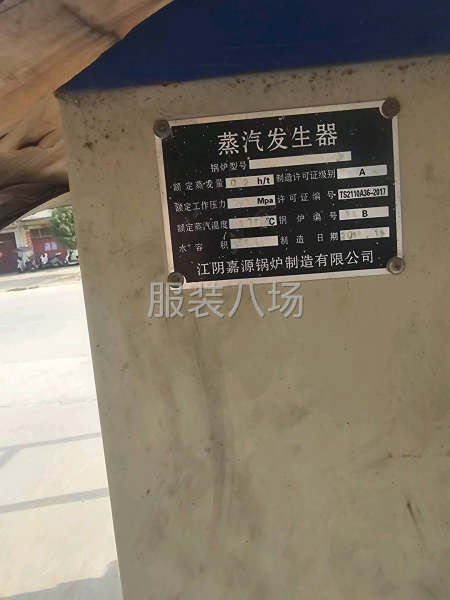 蒸汽发生器
锅炉型号
额定蒸发量 h/t 制造许可证级别 A
额定工作压力 Mpa 许可证编号 TS2110A36-2017
额定蒸汽温度 ℃ 锅炉编号 B
水容积 制造日期
江阴嘉源锅炉制造有限公司
服装八场